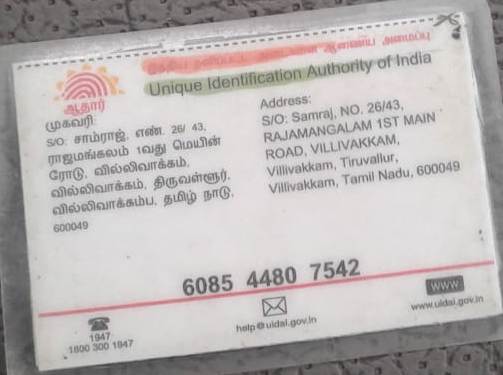 ஆணைய அமைப்பு
Unique Identification Authority of India
ஆதார்
முகவரி:
S/O: சாம்ராஜ், எண். 26/ 43,
ராஜமங்கலம் 1வது மெயின்
ரோடு, வில்லிவாக்கம்,
வில்லிவாக்கம், திருவள்ளூர்,
வில்லிவாக்கம்ப, தமிழ் நாடு,
600049
Address:
S/O: Samraj, NO. 26/43,
RAJAMANGALAM 1ST MAIN
ROAD, VILLIVAKKAM,
Villivakkam, Tiruvallur,
Villivakkam, Tamil Nadu, 600049
6085 4480 7542
1947
1800 300 1947
help@uidai.gov.in
www
www.uidai.gov.in